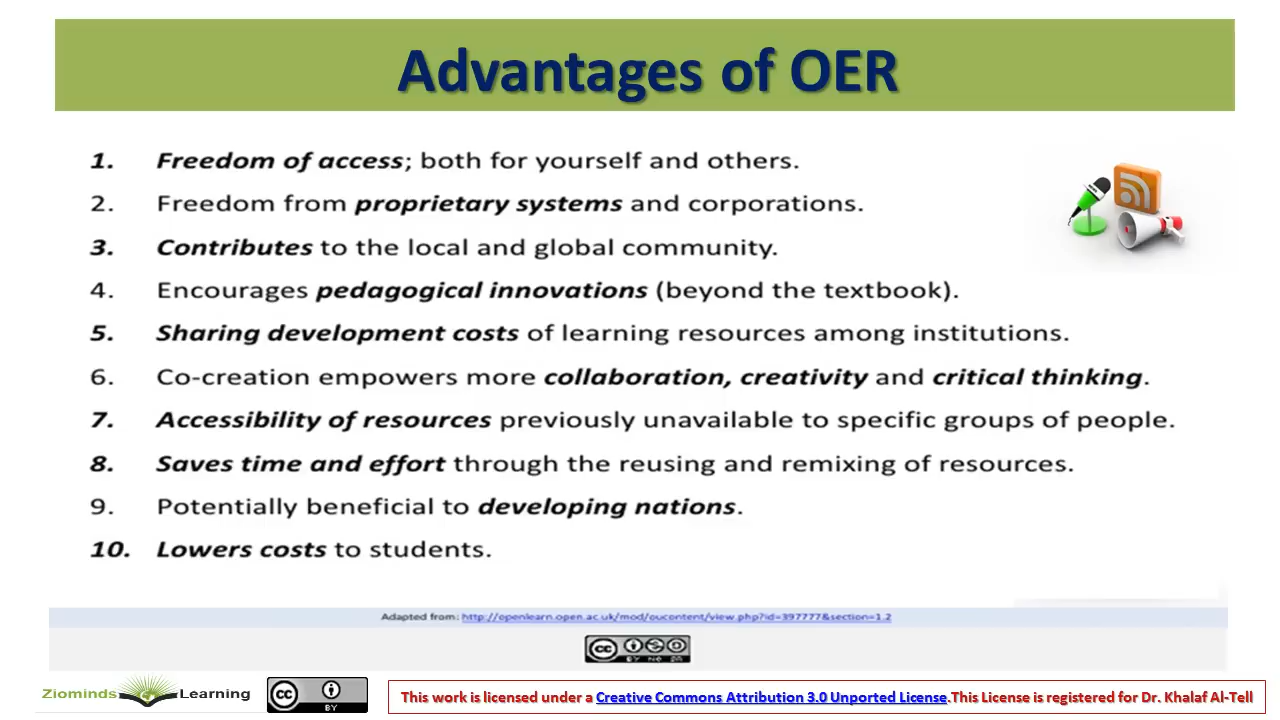 Advantages of OER
1. Freedom of access; both for yourself and others.
2. Freedom from proprietary systems and corporations.
3. Contributes to the local and global community.
4. Encourages pedagogical innovations (beyond the textbook).
5. Sharing development costs of learning resources among institutions.
6. Co-creation empowers more collaboration, creativity and critical thinking.
7. Accessibility of resources previously unavailable to specific groups of people.
8. Saves time and effort through the reusing and remixing of resources.
9. Potentially beneficial to developing nations.
10. Lowers costs to students.
Adapted from: http://openlearn.open.ac.uk/mod/oucontent/view.php?id=397777&section=1.2
cc BY NC SA
Ziominds Learning
cc BY
This work is licensed under a Creative Commons Attribution 3.0 Unported License.This License is registered for Dr. Khalaf Al-Tell